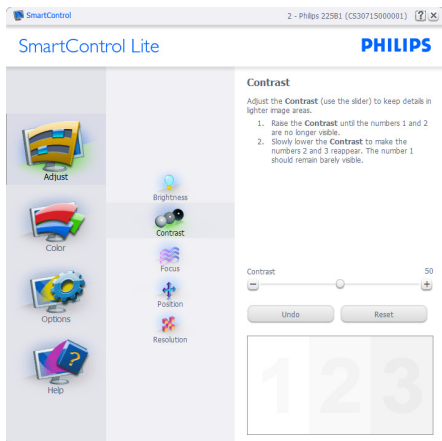 SmartControl
2 - Philips 225B1 (CS30715000001)
? ×
SmartControl Lite
PHILIPS
Adjust
Color
Options
Help
Brightness
Contrast
Focus
Position
Resolution
Contrast
Adjust the Contrast (use the slider) to keep details in
lighter image areas.
1. Raise the Contrast until the numbers 1 and 2
are no longer visible.
2. Slowly lower the Contrast to make the
numbers 2 and 3 reappear. The number 1
should remain barely visible.
Contrast 50
Undo Reset
1 2 3